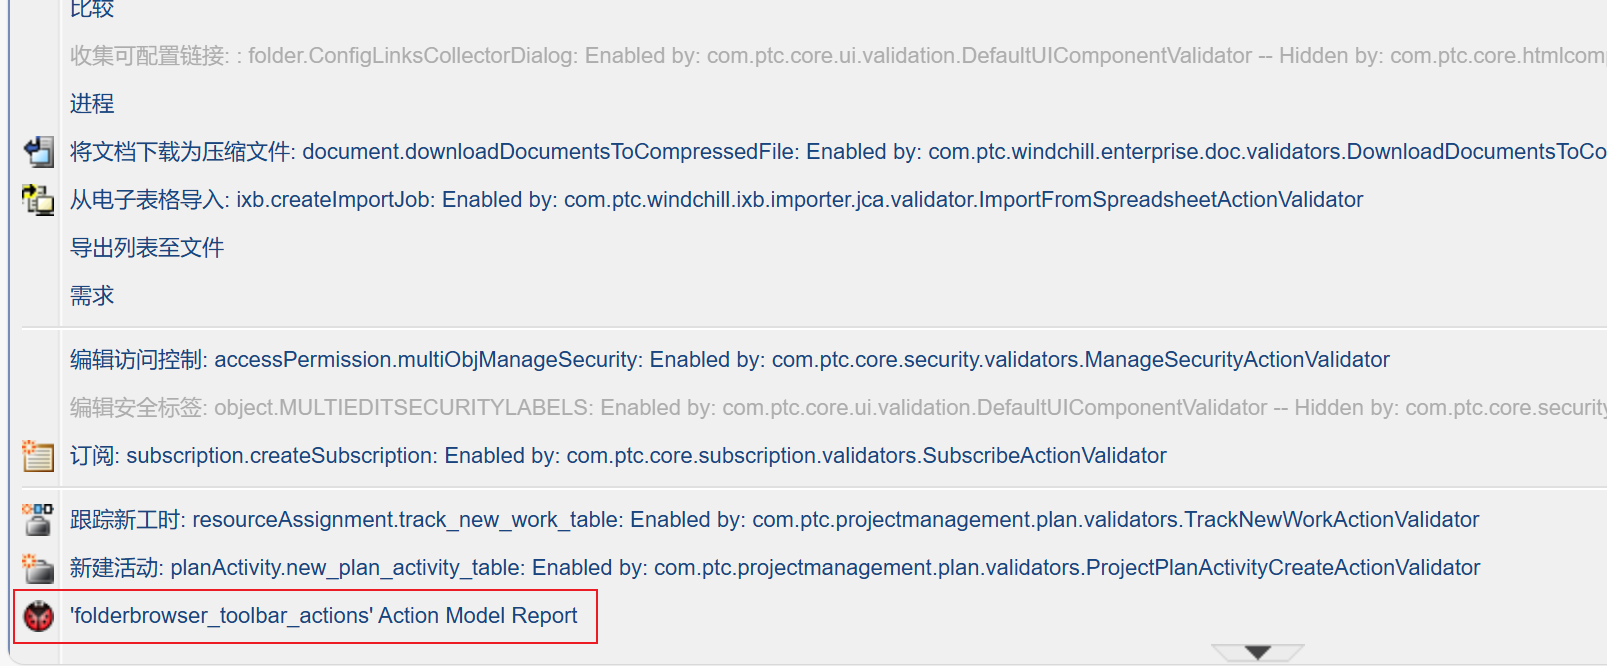 比较
收集可配置链接: : folder.ConfigLinksCollectorDialog: Enabled by: com.ptc.core.ui.validation.DefaultUIComponentValidator -- Hidden by: com.ptc.core.htmlcomp
进程
将文档下载为压缩文件: document.downloadDocumentsToCompressedFile: Enabled by: com.ptc.windchill.enterprise.doc.validators.DownloadDocumentsToCo
从电子表格导入: ixb.createImportJob: Enabled by: com.ptc.windchill.ixb.importer.jca.validator.ImportFromSpreadsheetActionValidator
导出列表至文件
需求
编辑访问控制: accessPermission.multiObjManageSecurity: Enabled by: com.ptc.core.security.validators.ManageSecurityActionValidator
编辑安全标签: object.MULTIEDITSECURITYLABELS: Enabled by: com.ptc.core.ui.validation.DefaultUIComponentValidator -- Hidden by: com.ptc.core.security
订阅: subscription.createSubscription: Enabled by: com.ptc.core.subscription.validators.SubscribeActionValidator
跟踪新工时: resourceAssignment.track_new_work_table: Enabled by: com.ptc.projectmanagement.plan.validators.TrackNewWorkActionValidator
新建活动: planActivity.new_plan_activity_table: Enabled by: com.ptc.projectmanagement.plan.validators.ProjectPlanActivityCreateActionValidator
'folderbrowser_toolbar_actions' Action Model Report